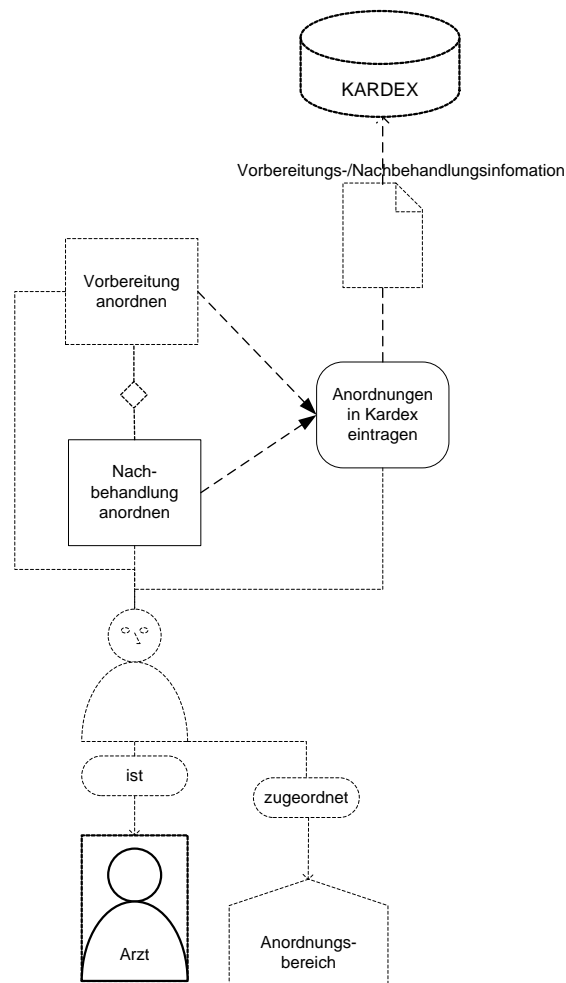 KARDEX
Vorbereitungs-/Nachbehandlungsinfomation
Vorbereitung
anordnen
Anordnungen
in Kardex
eintragen
Nach-
behandlung
anordnen
ist
zugeordnet
Arzt
Anordnungs-
bereich